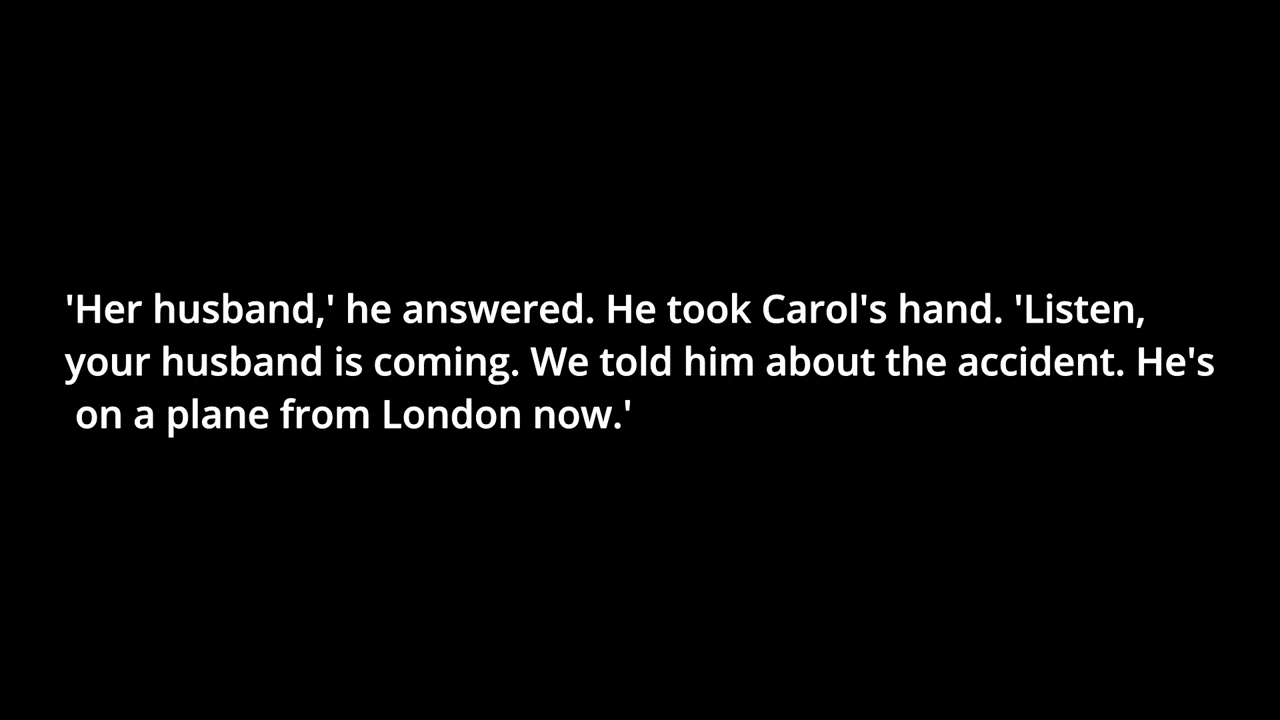 'Her husband,' he answered. He took Carol's hand. 'Listen,
your husband is coming. We told him about the accident. He's
on a plane from London now.'